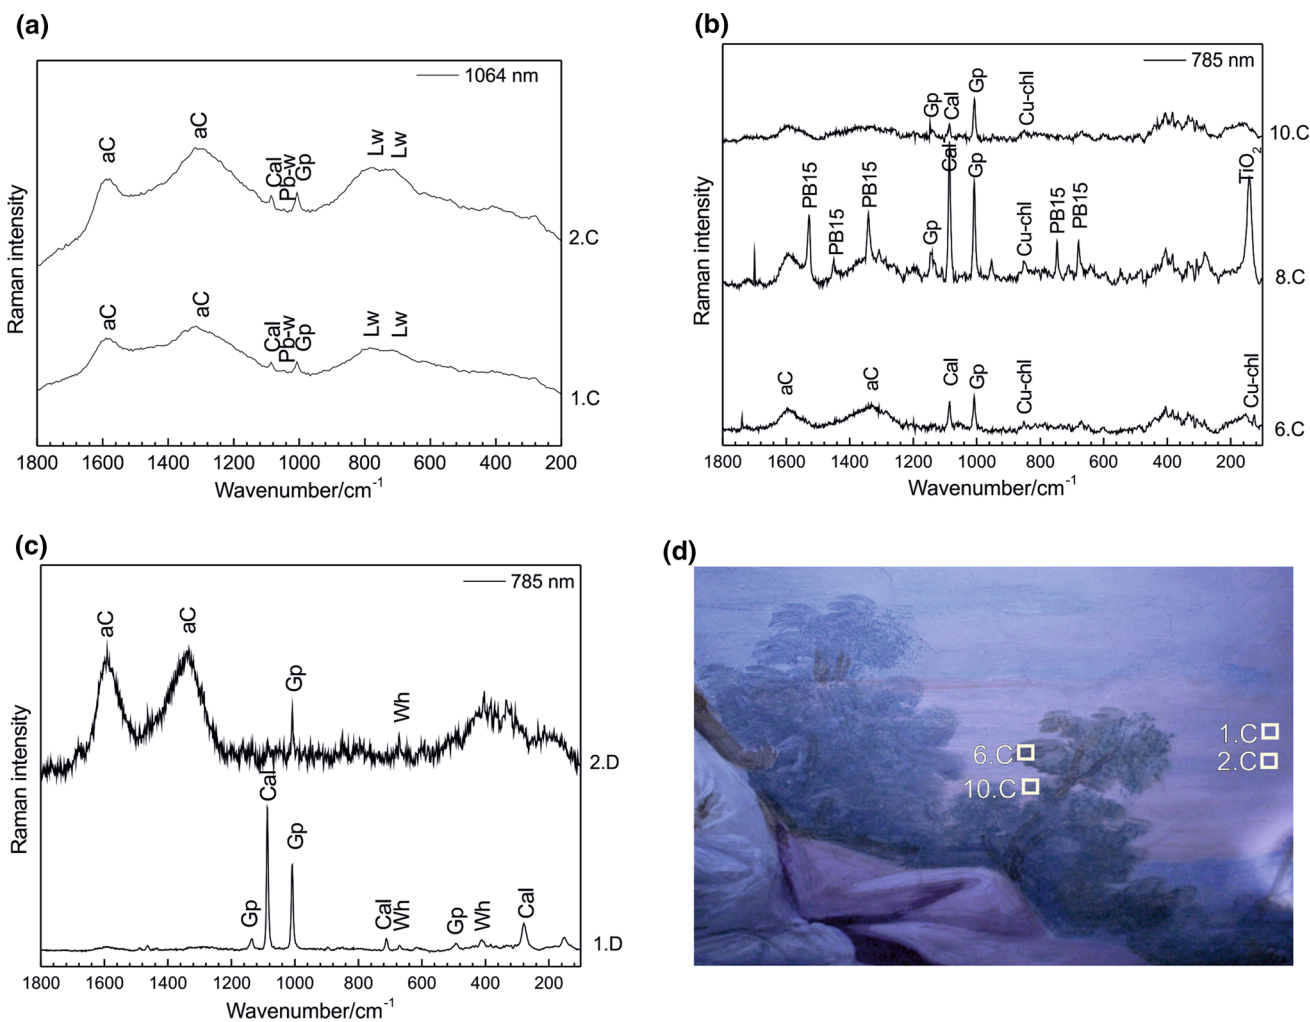 (a)
1064 nm
aC
aC
Cal
Pb-w
Gp
Lw
Lw
2.C
aC
aC
Cal
Pb-w
Gp
Lw
Lw
1.C
Raman intensity
1800 1600 1400 1200 1000 800 600 400 200
Wavenumber/cm-1
(b)
785 nm
Gp
Cal
Gp
Cu-chl
10.C
PB15
PB15
PB15
Gp
Cal
Gp
Cu-chl
PB15
PB15
TiO2
8.C
aC
aC
Cal
Gp
Cu-chl
Cu-chl
6.C
Raman intensity
1800 1600 1400 1200 1000 800 600 400 200
Wavenumber/cm-1
(c)
785 nm
aC
aC
Gp
Wh
2.D
Gp
Cal
Gp
Cal
Wh
Gp
Wh
Cal
1.D
Raman intensity
1800 1600 1400 1200 1000 800 600 400 200
Wavenumber/cm-1
(d)
1.C
2.C
6.C
10.C